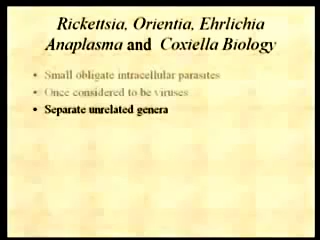 Rickettsia, Orientia, Ehrlichia
Anaplasma and Coxiella Biology
• Small obligate intracellular parasites
• Once considered to be viruses
• Separate unrelated genera